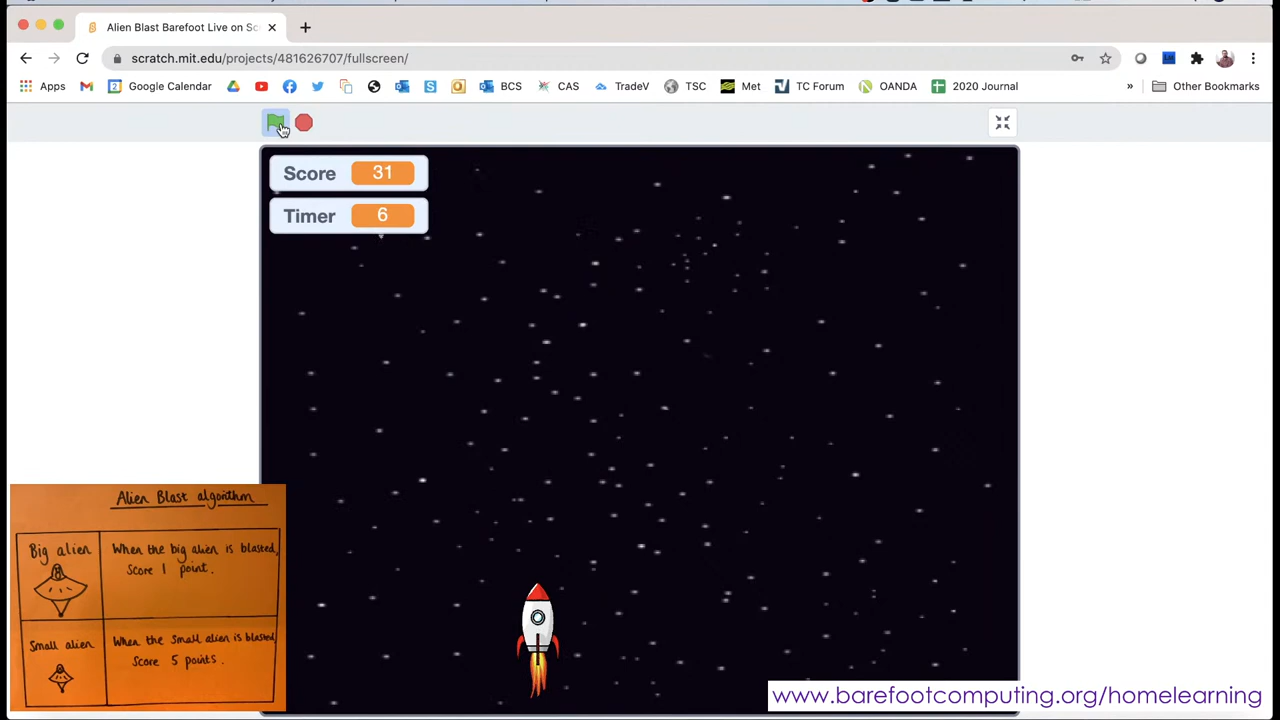 Alien Blast Barefoot Live on Sc
scratch.mit.edu/projects/481626707/fullscreen/
Apps Google Calendar BCS CAS TradeV TSC Met TC Forum OANDA 2020 Journal » Other Bookmarks
Score 31
Timer 6
Alien Blast algorithm
Big alien
When the big alien is blasted,
Score 1 point.
Small alien
When the small alien is blasted
Score 5 points.
www.barefootcomputing.org/homelearning